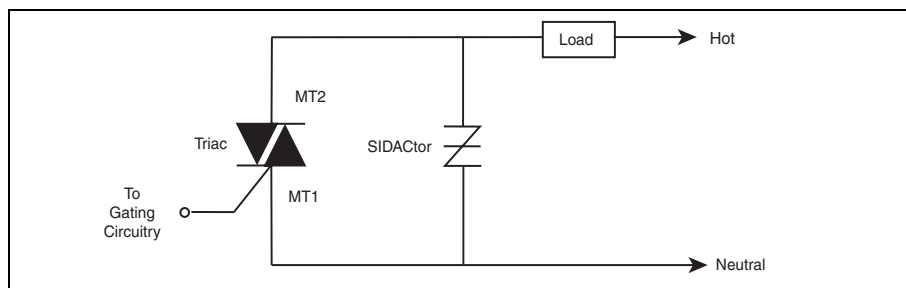 Load
Hot
MT2
Triac
SIDACtor
MT1
To
Gating
Circuitry
Neutral